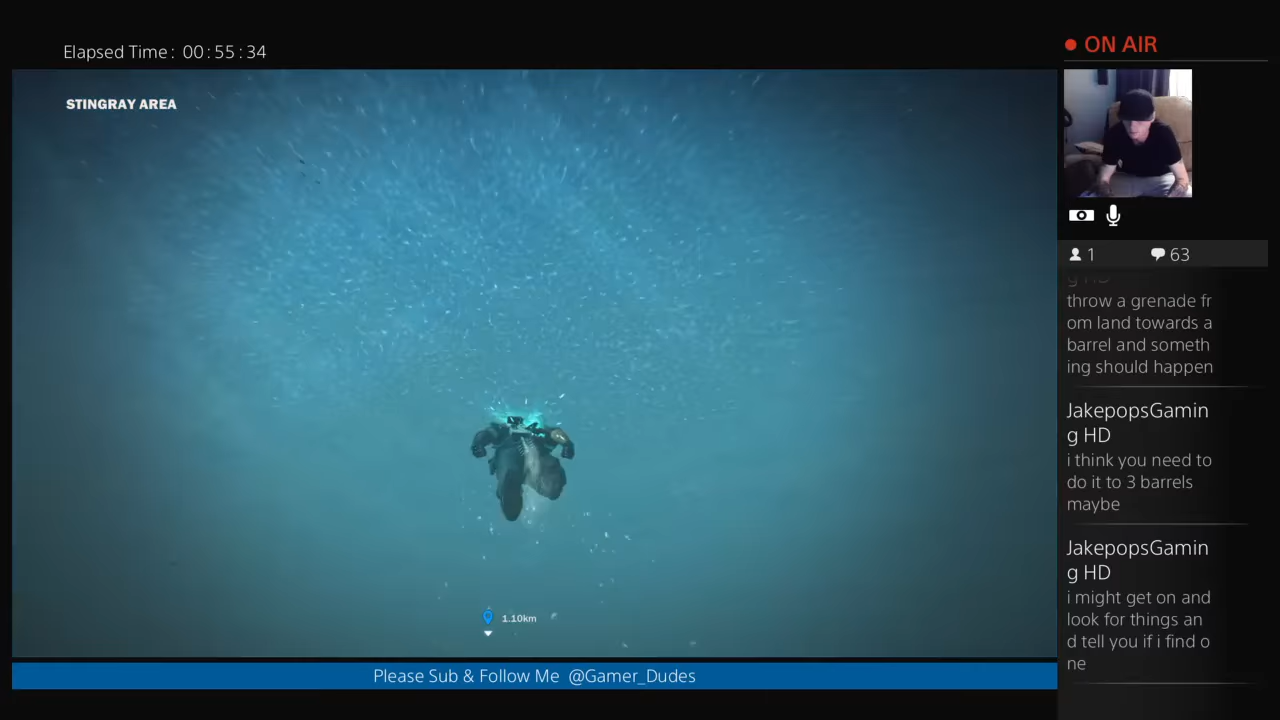 Elapsed Time: 00:55:34
ON AIR
STINGRAY AREA
1
63
g HD
throw a grenade fr
om land towards a
barrel and someth
ing should happen
JakepopsGamin
g HD
i think you need to
do it to 3 barrels
maybe
JakepopsGamin
g HD
i might get on and
look for things an
d tell you if i find o
ne
1.10km
Please Sub & Follow Me @Gamer_Dudes